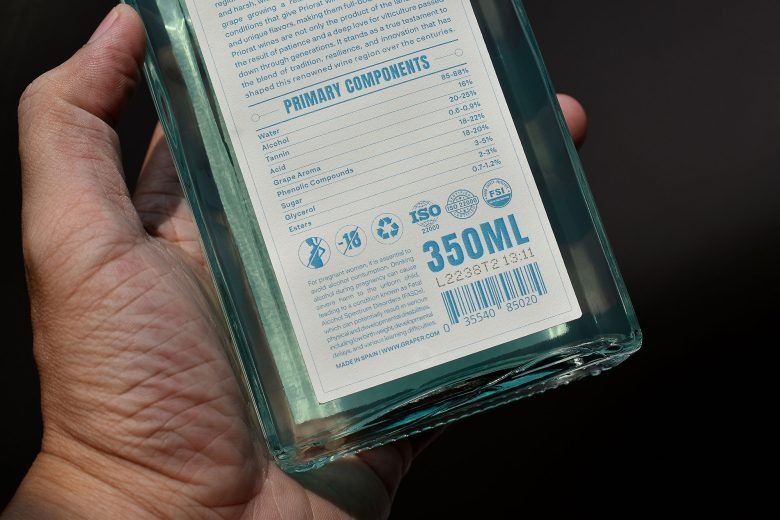 and harsh,
grape growing a
conditions that give Priorat
and unique flavors, making them
Priorat wines are not only the product of the land
the result of patience and a deep love for viticulture passed
down through generations. It stands as a true testament to
the blend of tradition, resilience, and innovation that has
shaped this renowned wine region over the centuries.
PRIMARY COMPONENTS
Water 85-88%
Alcohol 16%
Tannin 20-25%
Acid 0.6-0.9%
Grape Aroma 18-22%
Phenolic Compounds 18-20%
Sugar 3-5%
Glycerol 2-3%
Esters 0.7-1.2%
-18
ISO
22000
ISO 22000
FSI
For pregnant women, it is essential to
avoid alcohol consumption. Drinking
alcohol during pregnancy can cause
severe harm to the unborn child,
leading to a condition known as Fetal
Alcohol Spectrum Disorders (FASDs),
which can potentially result in serious
physical and developmental disabilities,
including low birth weight, developmental
delays, and various learning difficulties.
MADE IN SPAIN | WWW.GRAPER.COM
350ML
L2238T2 13:11
0 35540 85020